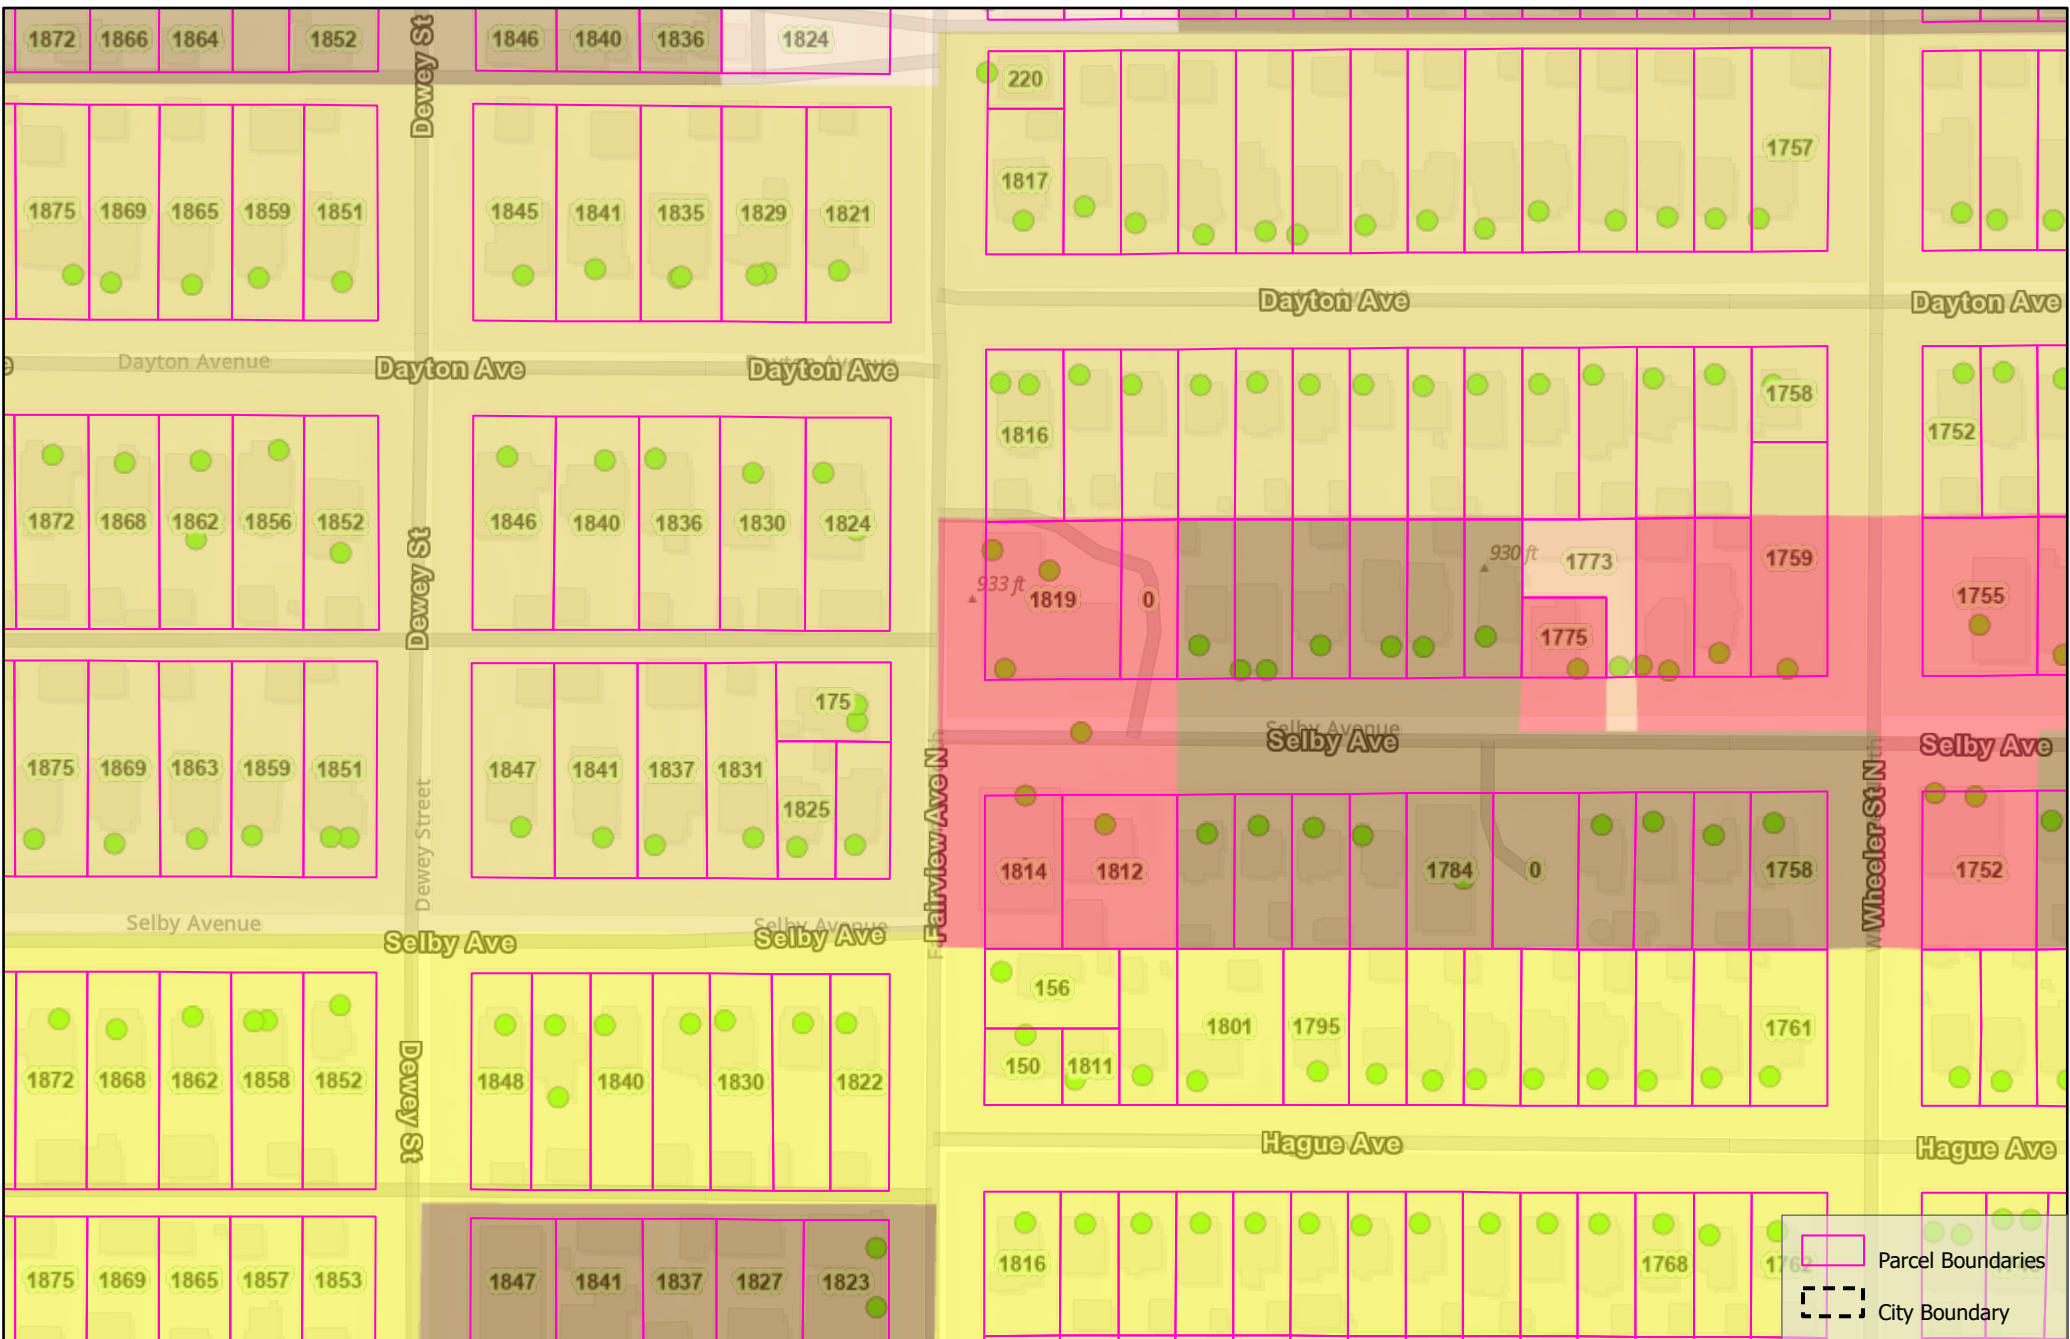 1872 1866 1864 1852 1846 1840 1836 1824
Dewey St
220
1757
1817
1875 1869 1865 1859 1851 1845 1841 1835 1829 1821
Dayton Ave
Dayton Ave
Dayton Avenue
Dayton Ave
Dayton Ave
1758
1816
1752
1872 1868 1862 1856 1852 1846 1840 1836 1830 1824
Dewey St
930 ft
1773
1759
933 ft
1819
0
1755
1775
175
Selby Avenue
Selby Ave
Selby Ave
1875 1869 1863 1859 1851 1847 1841 1837 1831
1825
Dewey Street
Fairview Ave N
Wheeler St N
1814
1812
1784
0
1758
1752
Selby Avenue
Selby Avenue
Selby Ave
Selby Ave
156
1801
1795
1761
150
1811
1872 1868 1862 1858 1852 1848 1840 1830 1822
Dewey St
Hague Ave
Hague Ave
1875 1869 1865 1857 1853 1847 1841 1837 1827 1823
1816
1768
1762
Parcel Boundaries
City Boundary